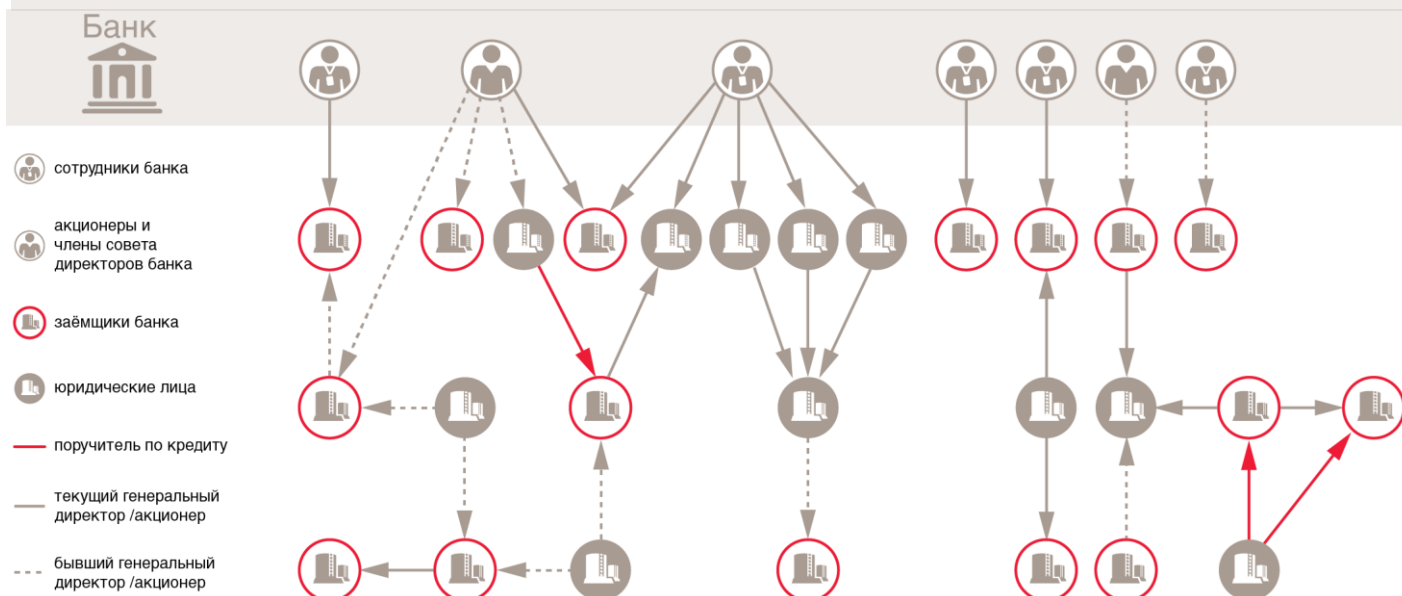 Банк
сотрудники банка
акционеры и
члены совета
директоров банка
заёмщики банка
юридические лица
поручитель по кредиту
текущий генеральный
директор /акционер
бывший генеральный
директор /акционер